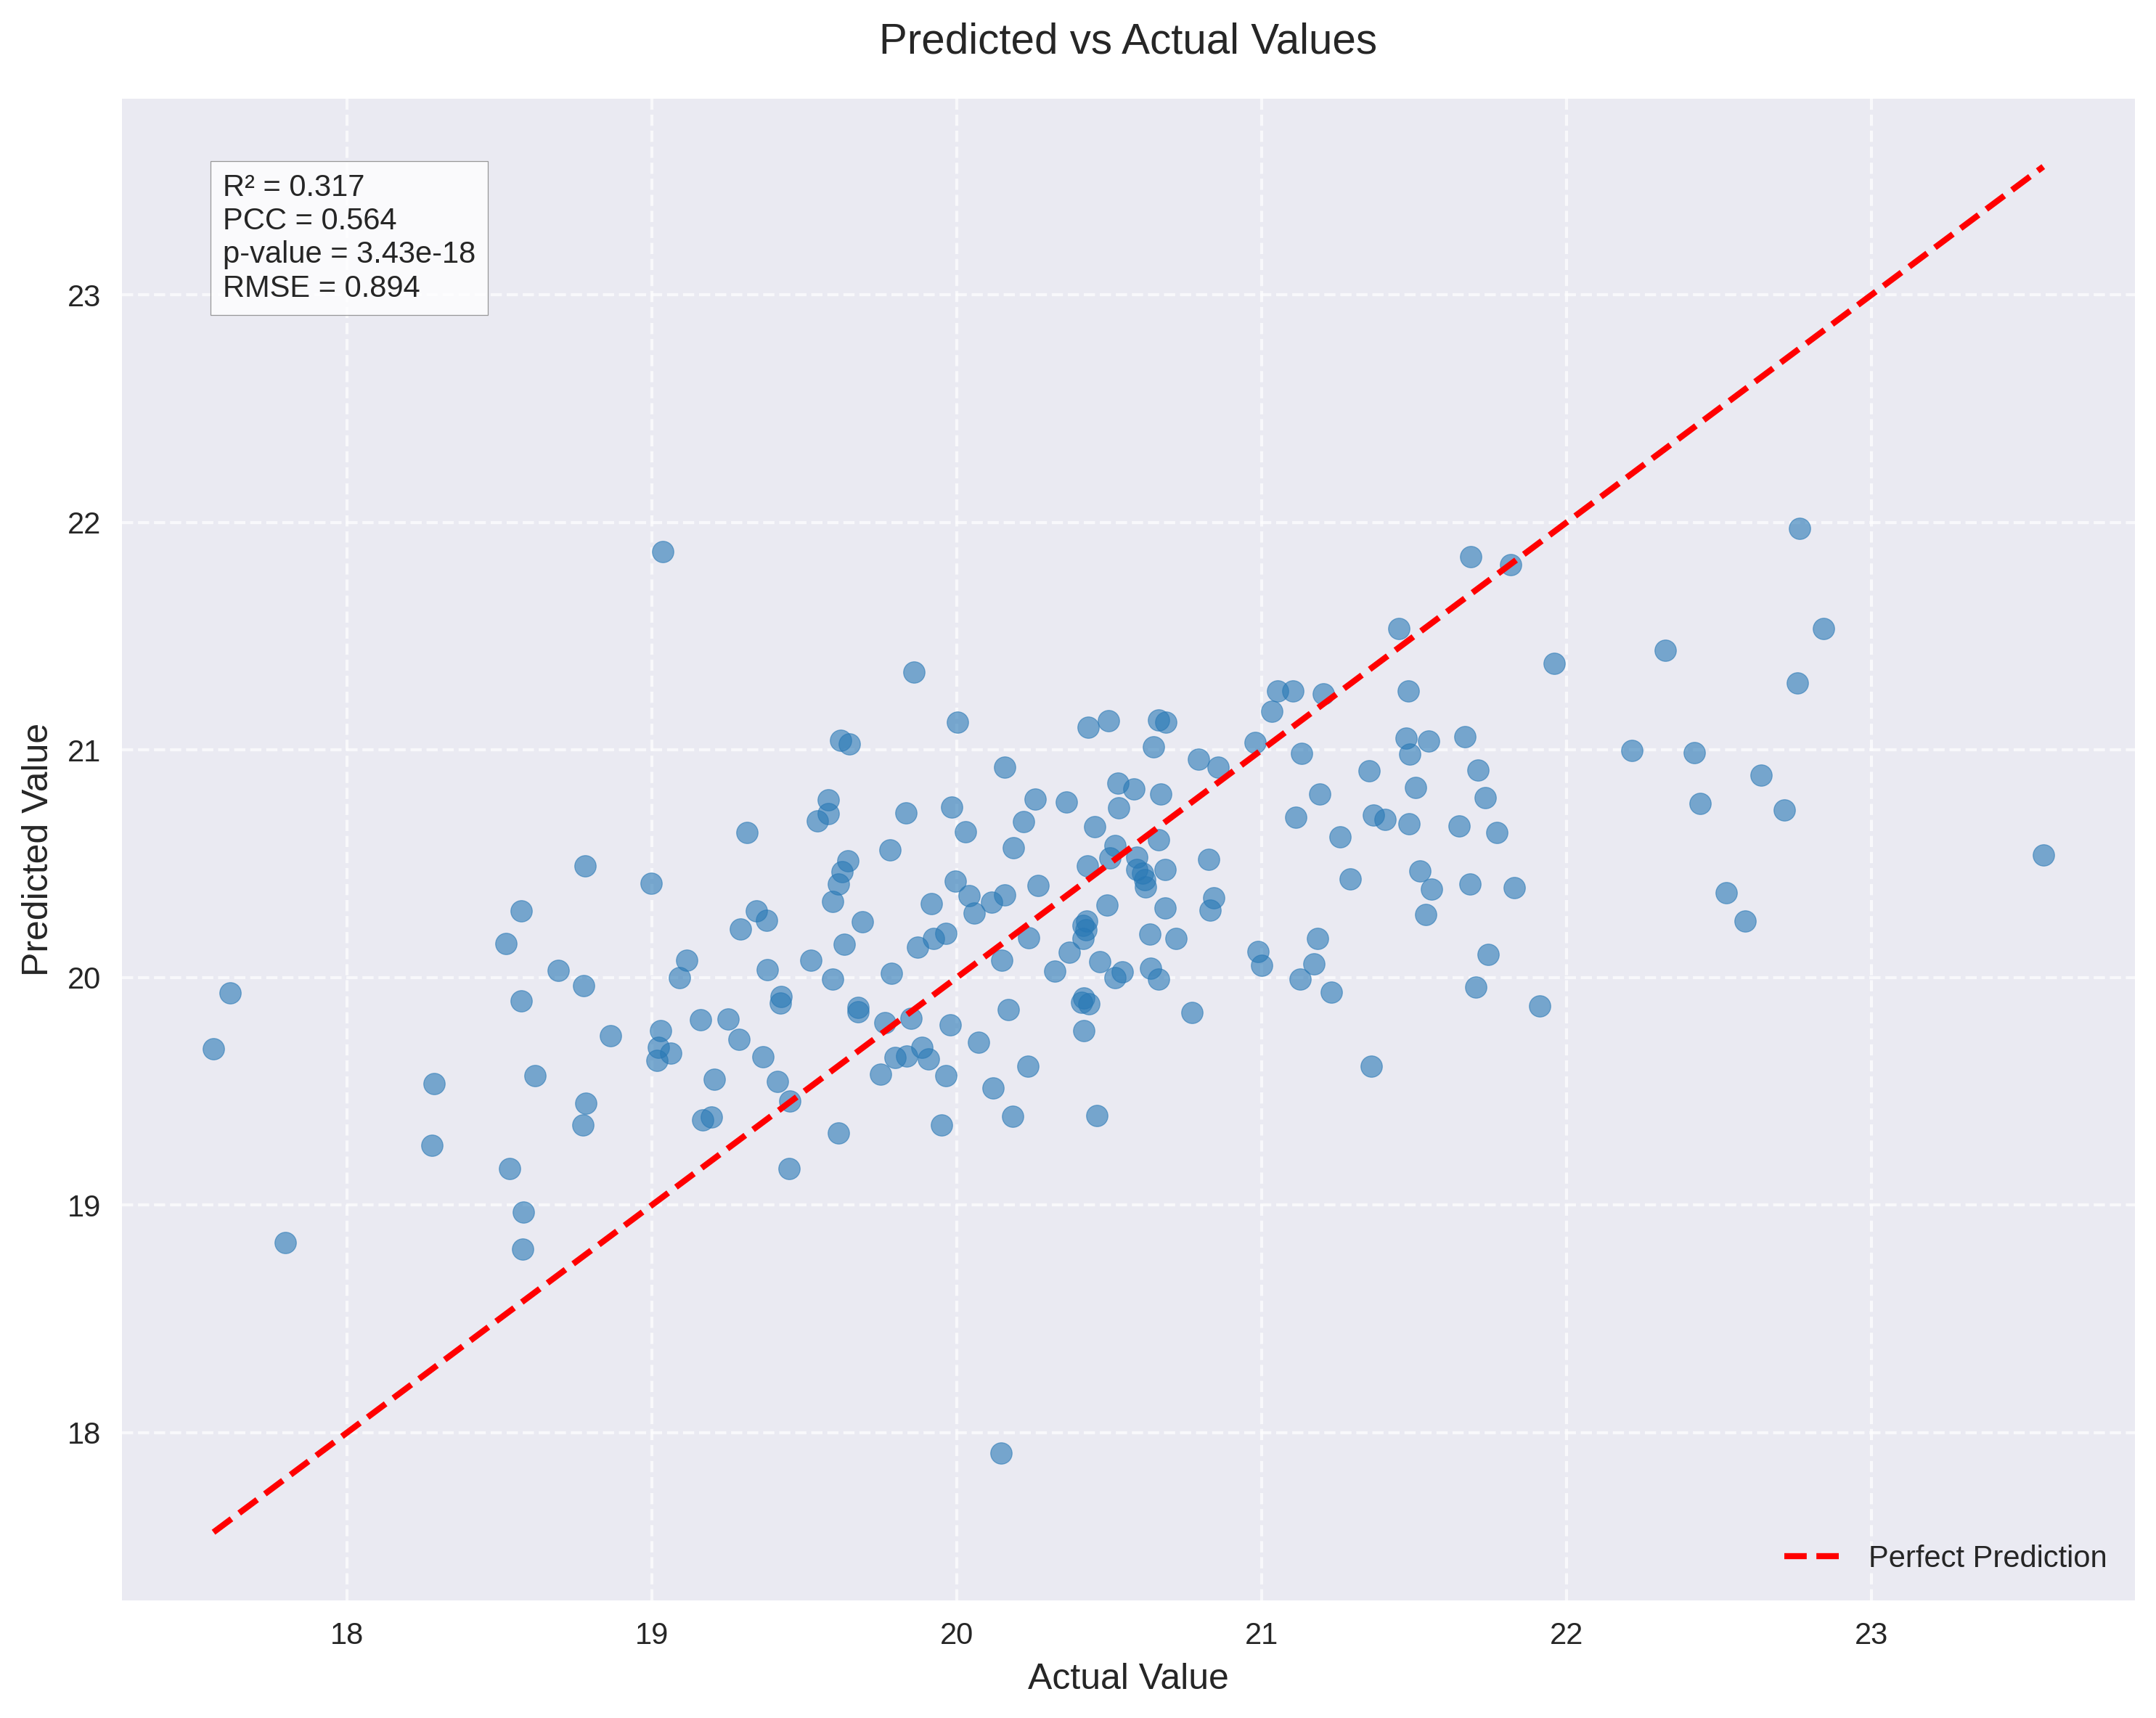 Predicted vs Actual Values
R² = 0.317
PCC = 0.564
p-value = 3.43e-18
RMSE = 0.894
23
22
21
20
19
18
Predicted Value
Perfect Prediction
18 19 20 21 22 23
Actual Value